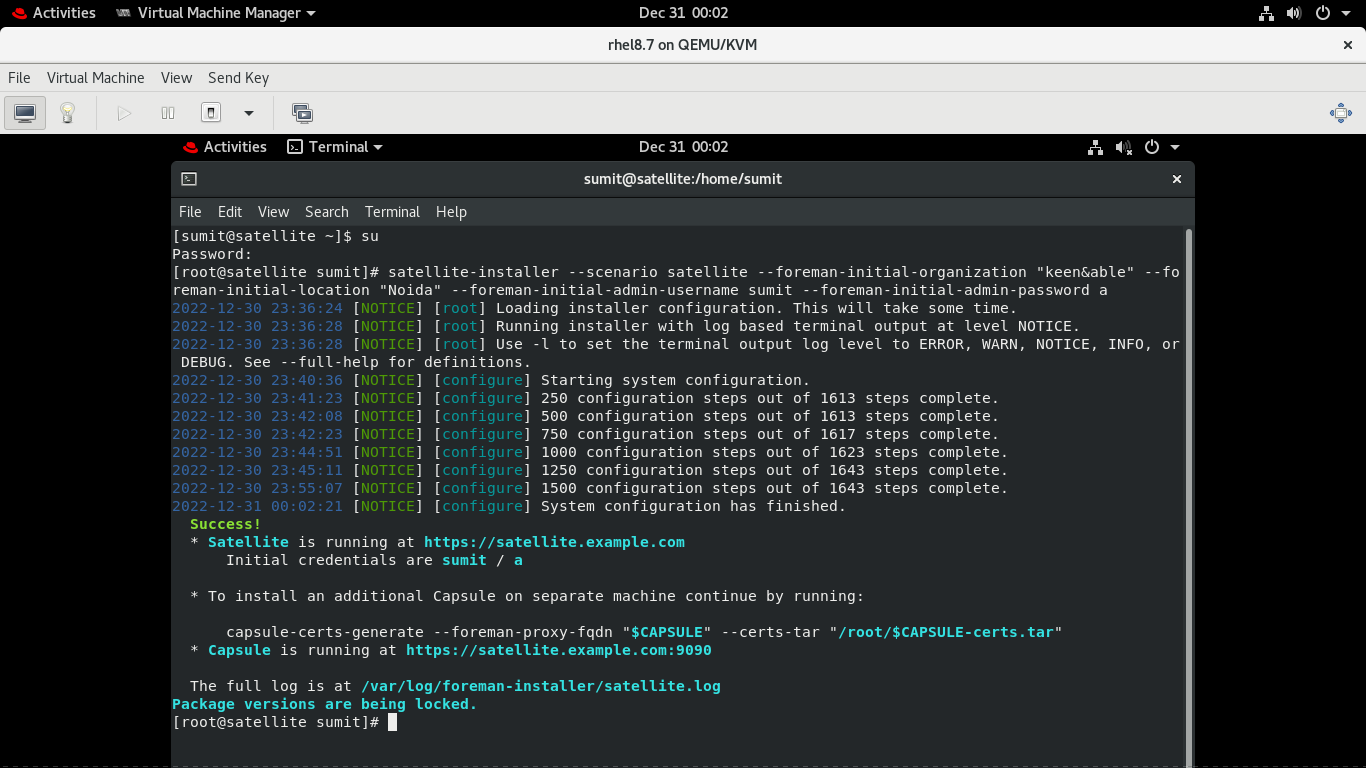 Activities Virtual Machine Manager Dec 31 00:02
rhel8.7 on QEMU/KVM ×
File Virtual Machine View Send Key
Activities Terminal Dec 31 00:02
sumit@satellite:/home/sumit ×
File Edit View Search Terminal Help
[sumit@satellite ~]$ su
Password:
[root@satellite sumit]# satellite-installer --scenario satellite --foreman-initial-organization "keen&able" --fo
reman-initial-location "Noida" --foreman-initial-admin-username sumit --foreman-initial-admin-password a
2022-12-30 23:36:24 [NOTICE] [root] Loading installer configuration. This will take some time.
2022-12-30 23:36:28 [NOTICE] [root] Running installer with log based terminal output at level NOTICE.
2022-12-30 23:36:28 [NOTICE] [root] Use -l to set the terminal output log level to ERROR, WARN, NOTICE, INFO, or
 DEBUG. See --full-help for definitions.
2022-12-30 23:40:36 [NOTICE] [configure] Starting system configuration.
2022-12-30 23:41:23 [NOTICE] [configure] 250 configuration steps out of 1613 steps complete.
2022-12-30 23:42:08 [NOTICE] [configure] 500 configuration steps out of 1613 steps complete.
2022-12-30 23:42:23 [NOTICE] [configure] 750 configuration steps out of 1617 steps complete.
2022-12-30 23:44:51 [NOTICE] [configure] 1000 configuration steps out of 1623 steps complete.
2022-12-30 23:45:11 [NOTICE] [configure] 1250 configuration steps out of 1643 steps complete.
2022-12-30 23:55:07 [NOTICE] [configure] 1500 configuration steps out of 1643 steps complete.
2022-12-31 00:02:21 [NOTICE] [configure] System configuration has finished.
  Success!
  * Satellite is running at https://satellite.example.com
      Initial credentials are sumit / a
  * To install an additional Capsule on separate machine continue by running:
      capsule-certs-generate --foreman-proxy-fqdn "$CAPSULE" --certs-tar "/root/$CAPSULE-certs.tar"
  * Capsule is running at https://satellite.example.com:9090
  The full log is at /var/log/foreman-installer/satellite.log
Package versions are being locked.
[root@satellite sumit]#